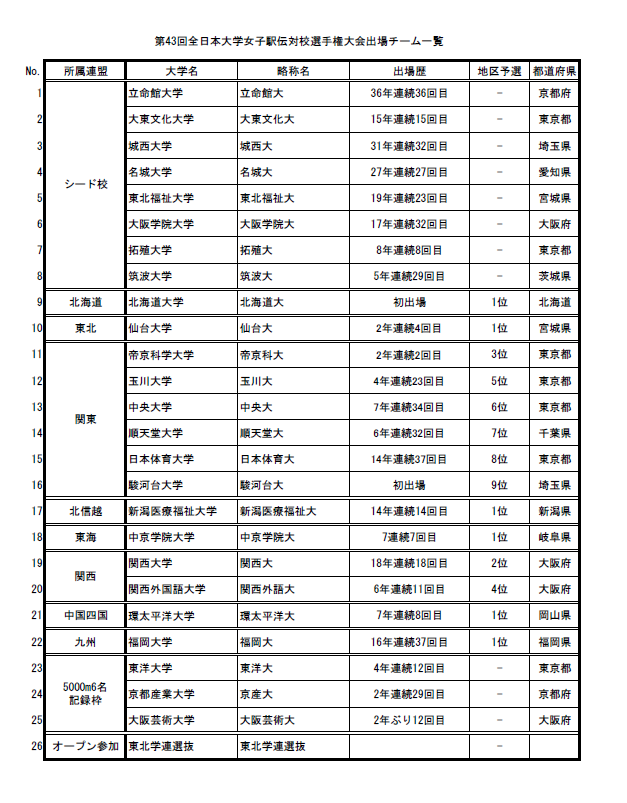 第43回全日本大学女子駅伝対校選手権大会出場チーム一覧
No. 所属連盟 大学名 略称名 出場歴 地区予選 都道府県
シード校
1 立命館大学 立命館大 36年連続36回目 － 京都府
2 大東文化大学 大東文化大 15年連続15回目 － 東京都
3 城西大学 城西大 31年連続32回目 － 埼玉県
4 名城大学 名城大 27年連続27回目 － 愛知県
5 東北福祉大学 東北福祉大 19年連続23回目 － 宮城県
6 大阪学院大学 大阪学院大 17年連続32回目 － 大阪府
7 拓殖大学 拓殖大 8年連続8回目 － 東京都
8 筑波大学 筑波大 5年連続29回目 － 茨城県
9 北海道 北海道大学 北海道大 初出場 1位 北海道
10 東北 仙台大学 仙台大 2年連続4回目 1位 宮城県
関東
11 帝京科学大学 帝京科大 2年連続2回目 3位 東京都
12 玉川大学 玉川大 4年連続23回目 5位 東京都
13 中央大学 中央大 7年連続34回目 6位 東京都
14 順天堂大学 順天堂大 6年連続32回目 7位 千葉県
15 日本体育大学 日本体育大 14年連続37回目 8位 東京都
16 駿河台大学 駿河台大 初出場 9位 埼玉県
17 北信越 新潟医療福祉大学 新潟医療福祉大 14年連続14回目 1位 新潟県
18 東海 中京学院大学 中京学院大 7連続7回目 1位 岐阜県
関西
19 関西大学 関西大 18年連続18回目 2位 大阪府
20 関西外国語大学 関西外語大 6年連続11回目 4位 大阪府
21 中国四国 環太平洋大学 環太平洋大 7年連続8回目 1位 岡山県
22 九州 福岡大学 福岡大 16年連続37回目 1位 福岡県
5000m6名
記録枠
23 東洋大学 東洋大 4年連続12回目 － 東京都
24 京都産業大学 京産大 2年連続29回目 － 京都府
25 大阪芸術大学 大阪芸術大 2年ぶり12回目 － 大阪府
26 オープン参加 東北学連選抜 東北学連選抜 －